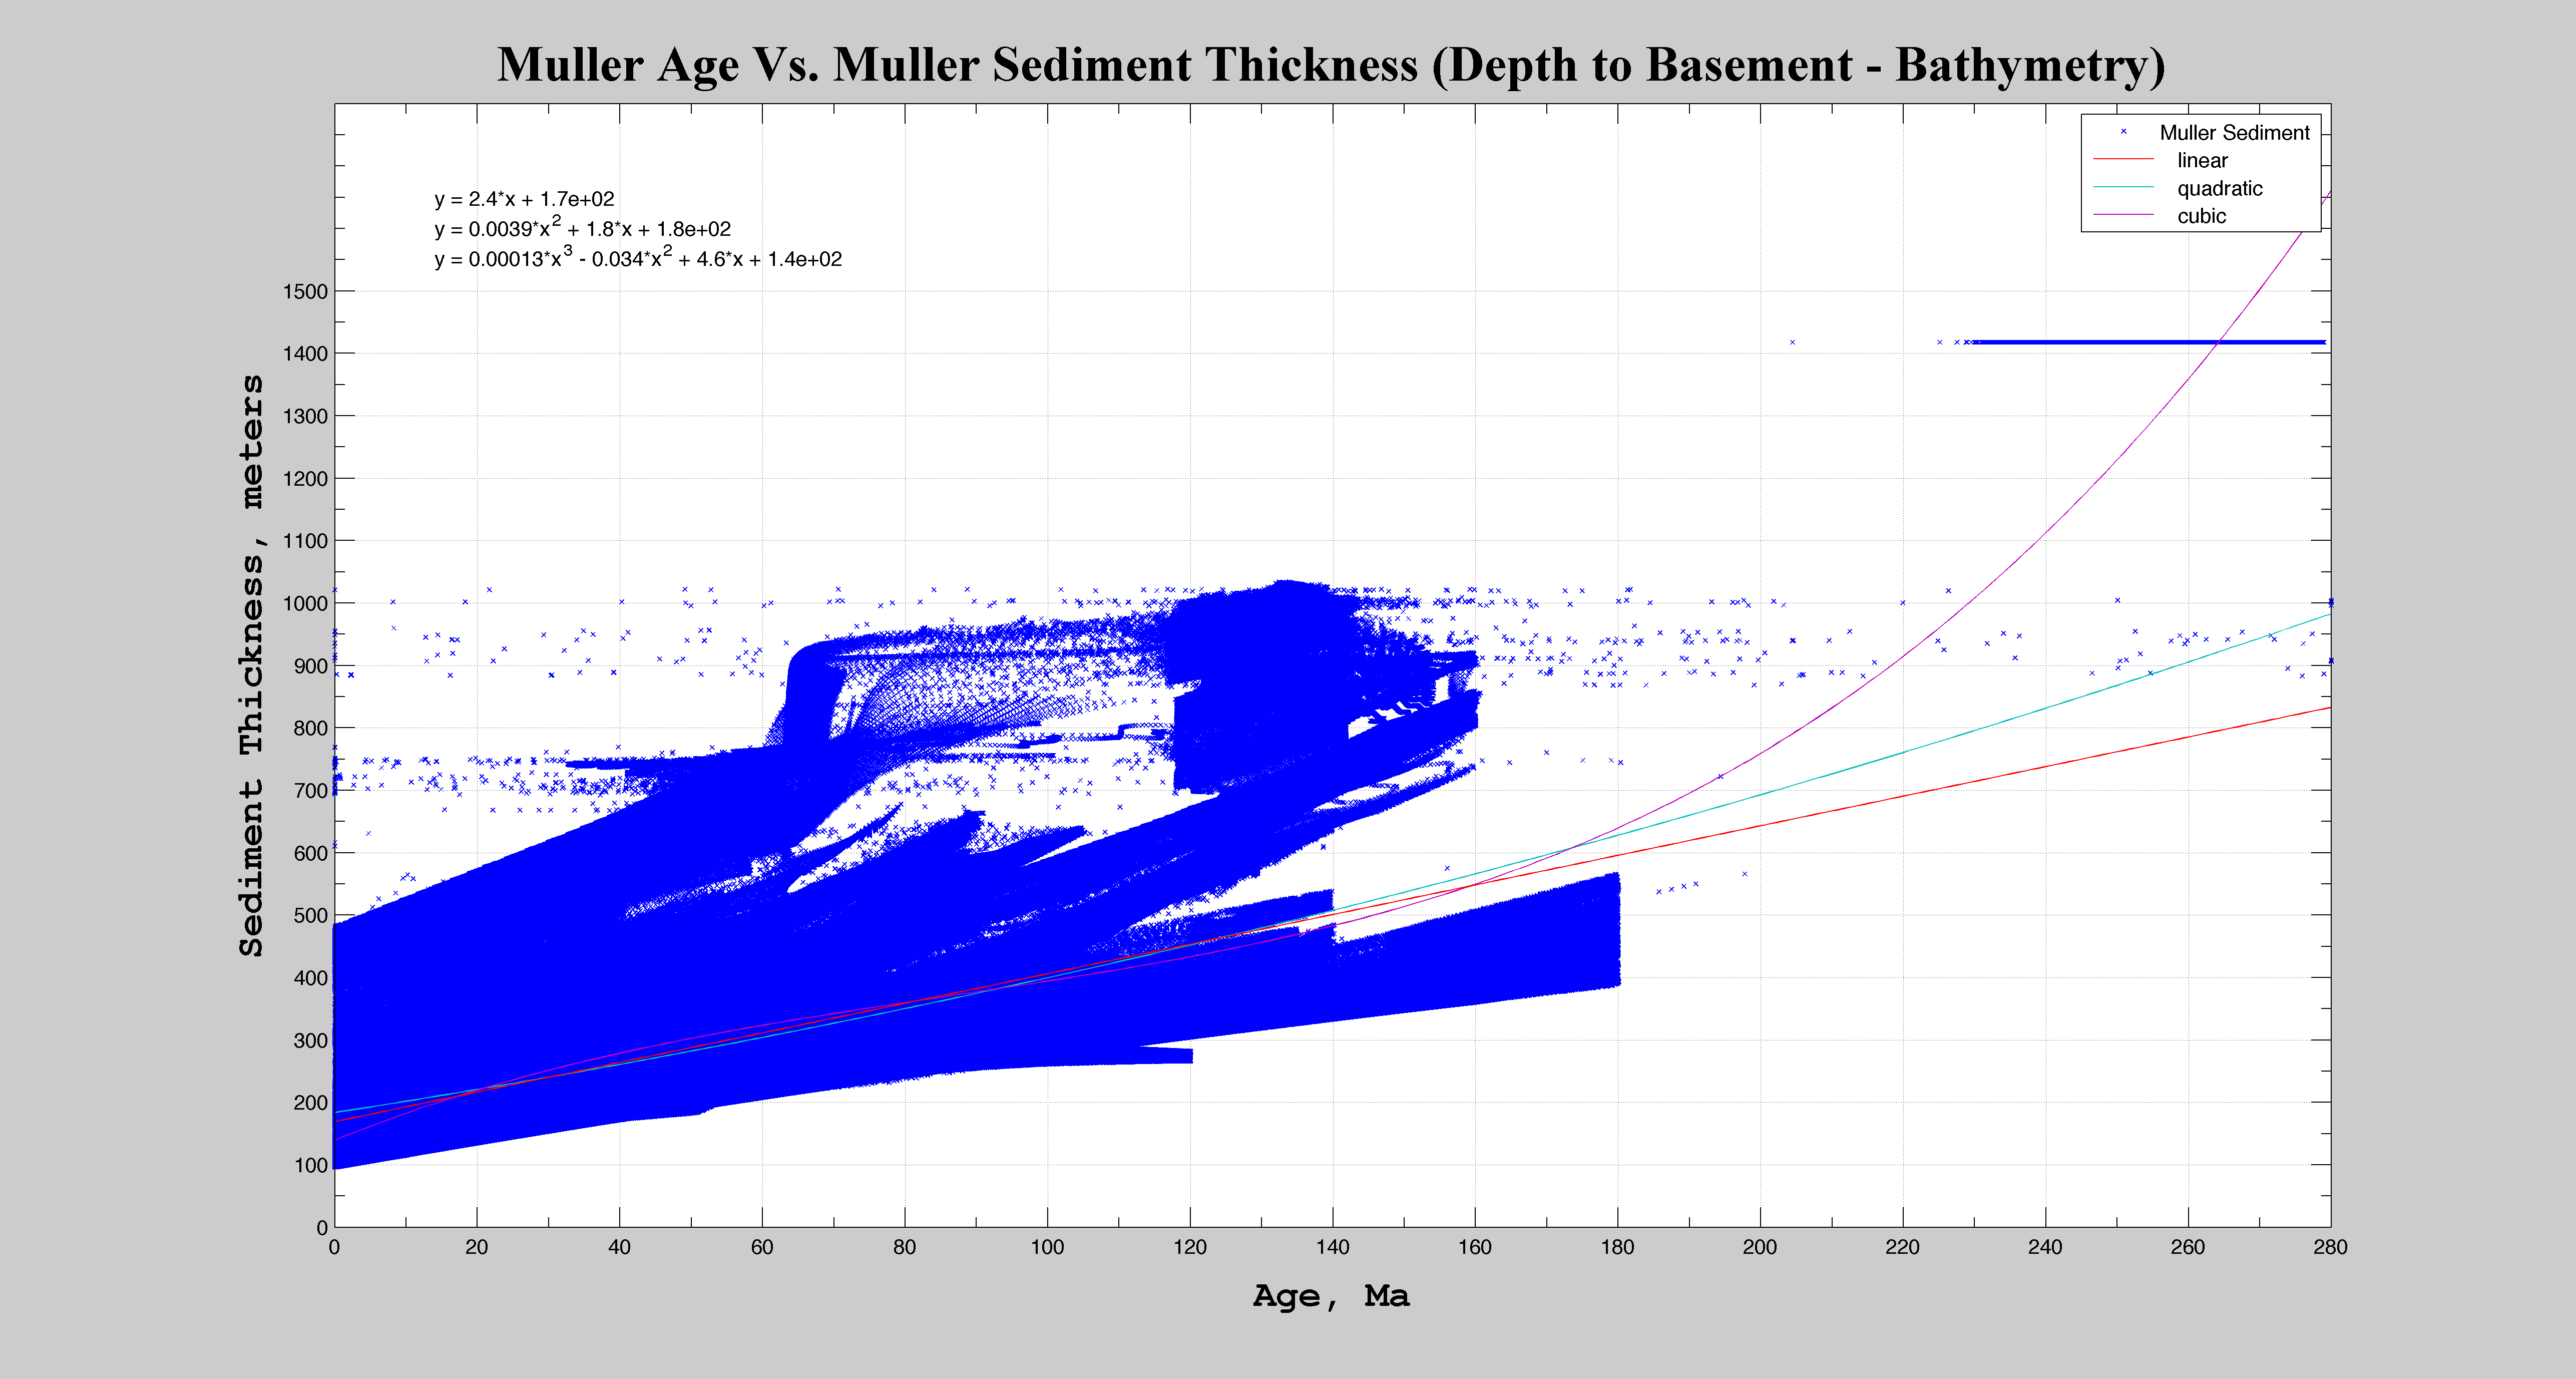 Muller Age Vs. Muller Sediment Thickness (Depth to Basement - Bathymetry)
Muller Sediment
linear
quadratic
cubic
y = 2.4*x + 1.7e+02
y = 0.0039*x² + 1.8*x + 1.8e+02
y = 0.00013*x³ - 0.034*x² + 4.6*x + 1.4e+02
Sediment Thickness, meters
1500
1400
1300
1200
1100
1000
900
800
700
600
500
400
300
200
100
0
0 20 40 60 80 100 120 140 160 180 200 220 240 260 280
Age, Ma